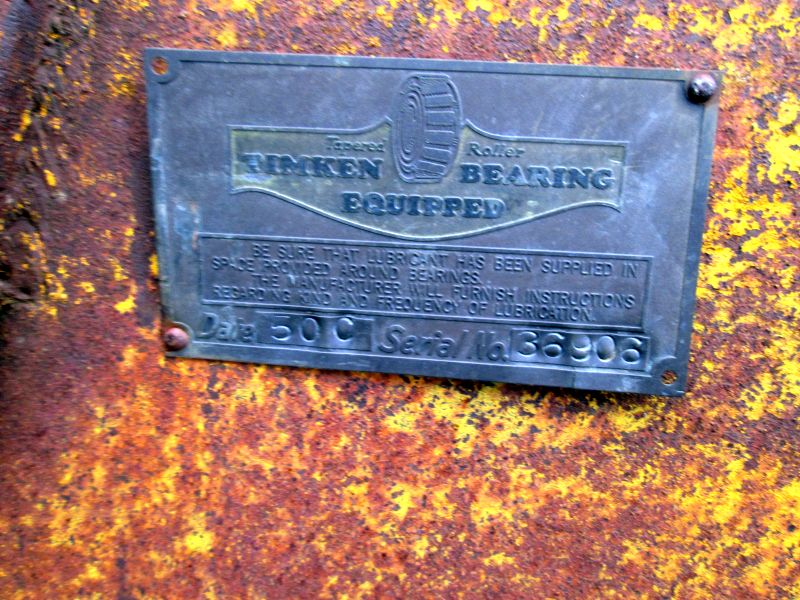 Tapered Roller
TIMKEN BEARING
EQUIPPED
BE SURE THAT LUBRICANT HAS BEEN SUPPLIED IN
SPACE PROVIDED AROUND BEARINGS.
THE MANUFACTURER WILL FURNISH INSTRUCTIONS
REGARDING KIND AND FREQUENCY OF LUBRICATION.
Date 50C Serial No. 36906